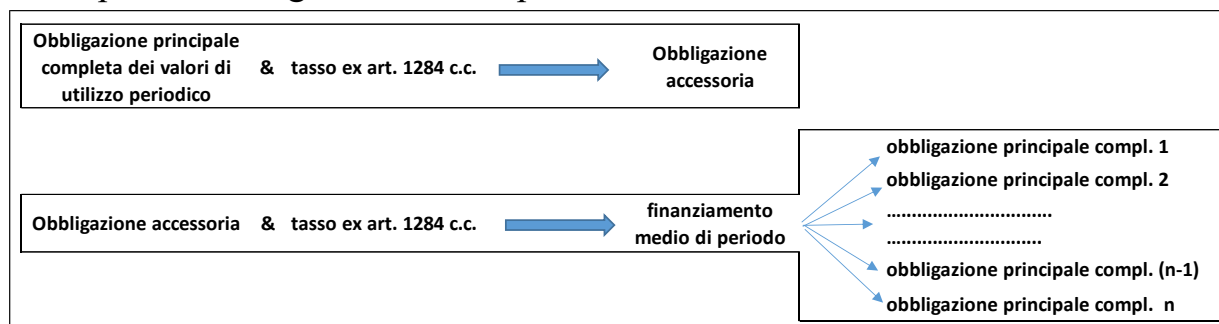 Obbligazione principale
completa dei valori di
utilizzo periodico
& tasso ex art. 1284 c.c.
Obbligazione
accessoria
Obbligazione accessoria & tasso ex art. 1284 c.c.
finanziamento
medio di periodo
obbligazione principale compl. 1
obbligazione principale compl. 2
................................
..............................
obbligazione principale compl. (n-1)
obbligazione principale compl. n